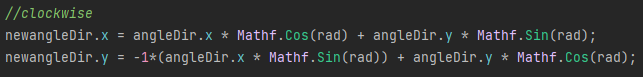 //clockwise
newangleDir.x = angleDir.x * Mathf.Cos(rad) + angleDir.y * Mathf.Sin(rad);
newangleDir.y = -1*(angleDir.x * Mathf.Sin(rad)) + angleDir.y * Mathf.Cos(rad);